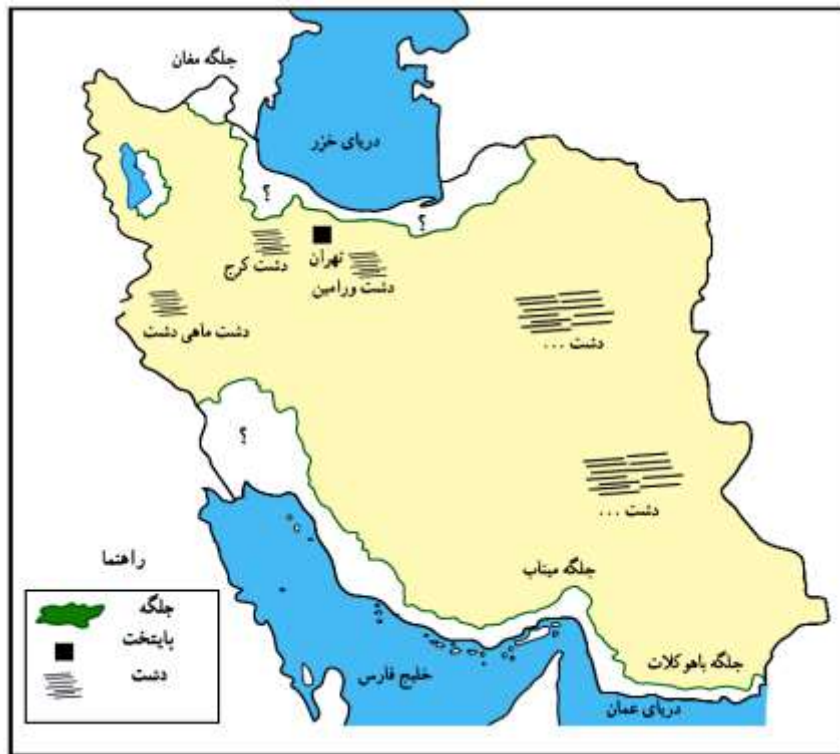 جلگه مغان
دریای خزر
؟
؟
تهران
دشت کرج
دشت ورامین
دشت ماهی دشت
دشت ...
؟
دشت ...
جلگه میناب
جلگه باهوکلات
خلیج فارس
دریای عمان
راهنما
جلگه
پایتخت
دشت